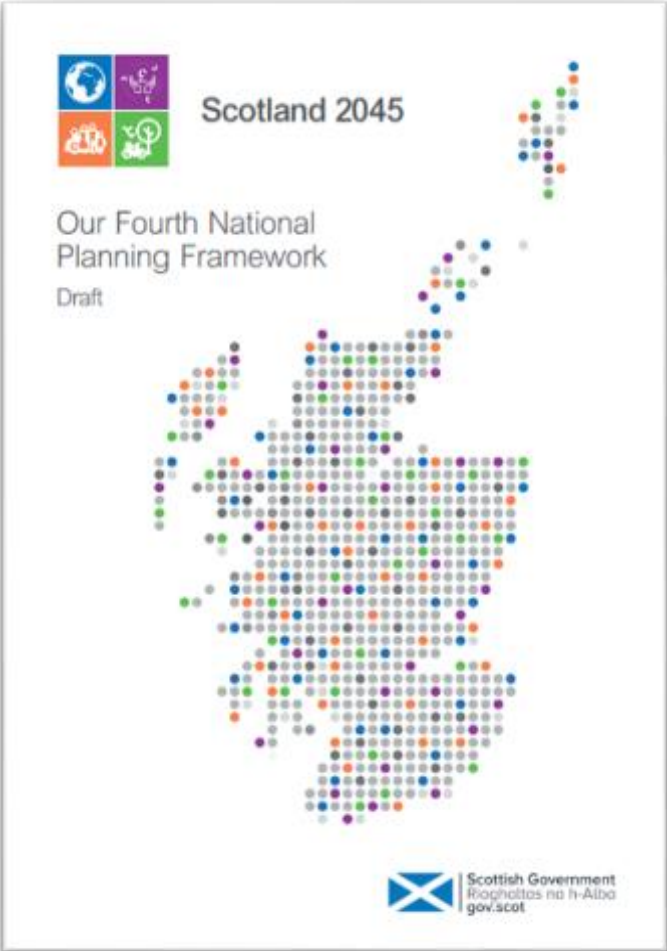 Scotland 2045
Our Fourth National
Planning Framework
Draft
Scottish Government
Riaghaltas na h-Alba
gov.scot